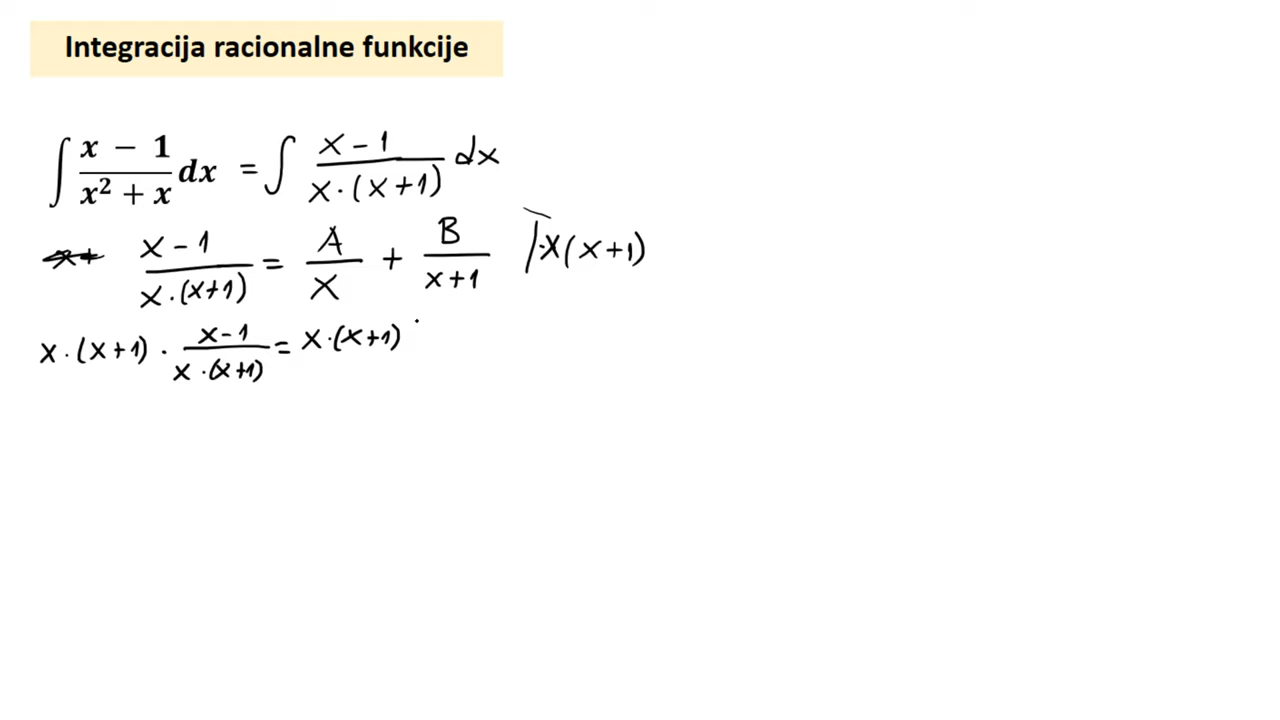 Integracija racionalne funkcije
∫ (x − 1)/(x² + x) dx = ∫ (x − 1)/(x · (x+1)) dx
(x − 1)/(x · (x+1)) = A/x + B/(x+1) /·x(x+1)
x · (x+1) · (x−1)/(x · (x+1)) = x · (x+1) ·